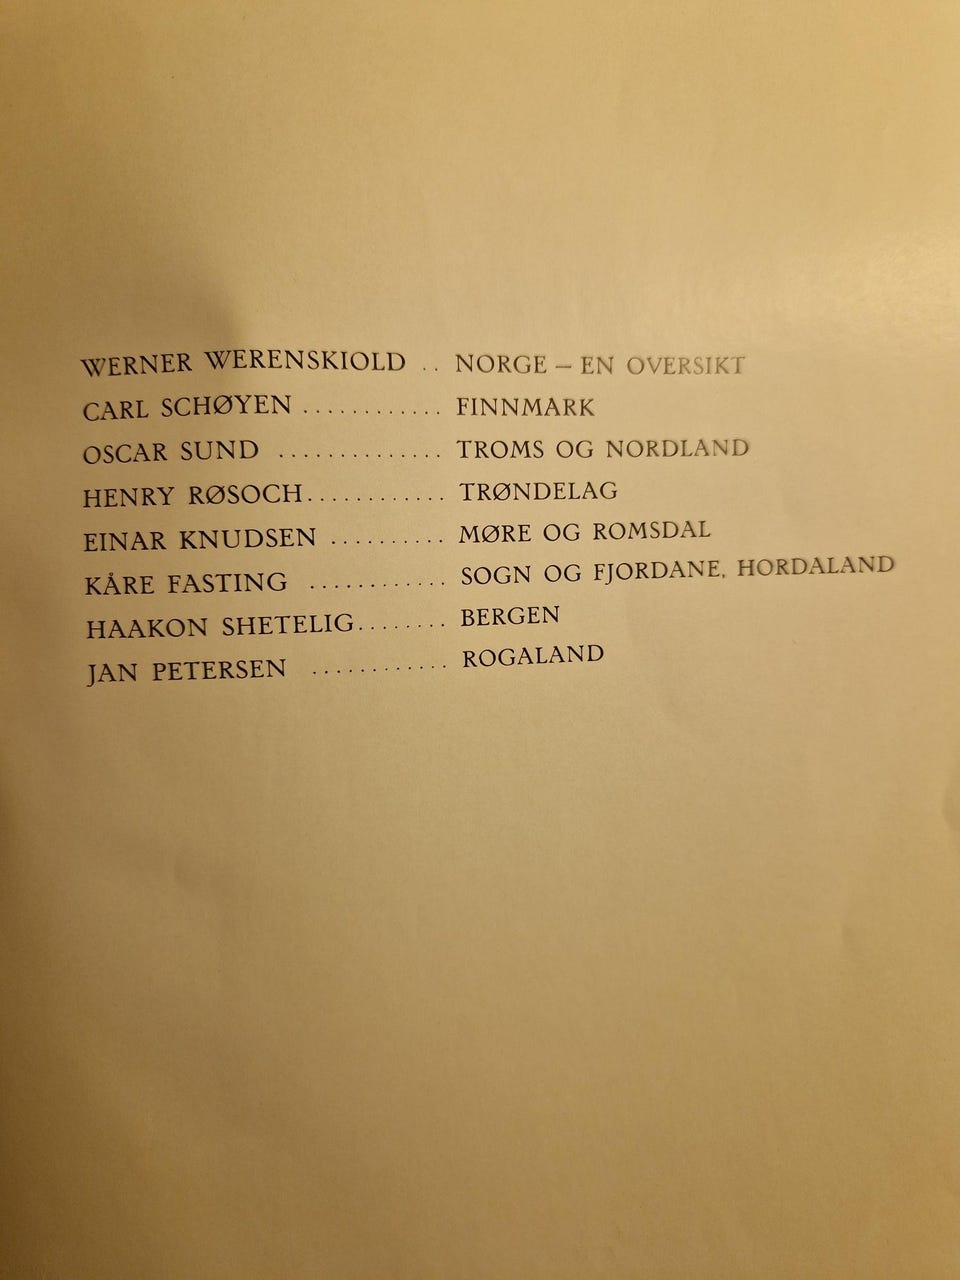 WERNER WERENSKIOLD .. NORGE – EN OVERSIKT
CARL SCHØYEN ............ FINNMARK
OSCAR SUND .............. TROMS OG NORDLAND
HENRY RØSOCH............ TRØNDELAG
EINAR KNUDSEN .......... MØRE OG ROMSDAL
KÅRE FASTING ............ SOGN OG FJORDANE, HORDALAND
HAAKON SHETELIG........ BERGEN
JAN PETERSEN ............ ROGALAND